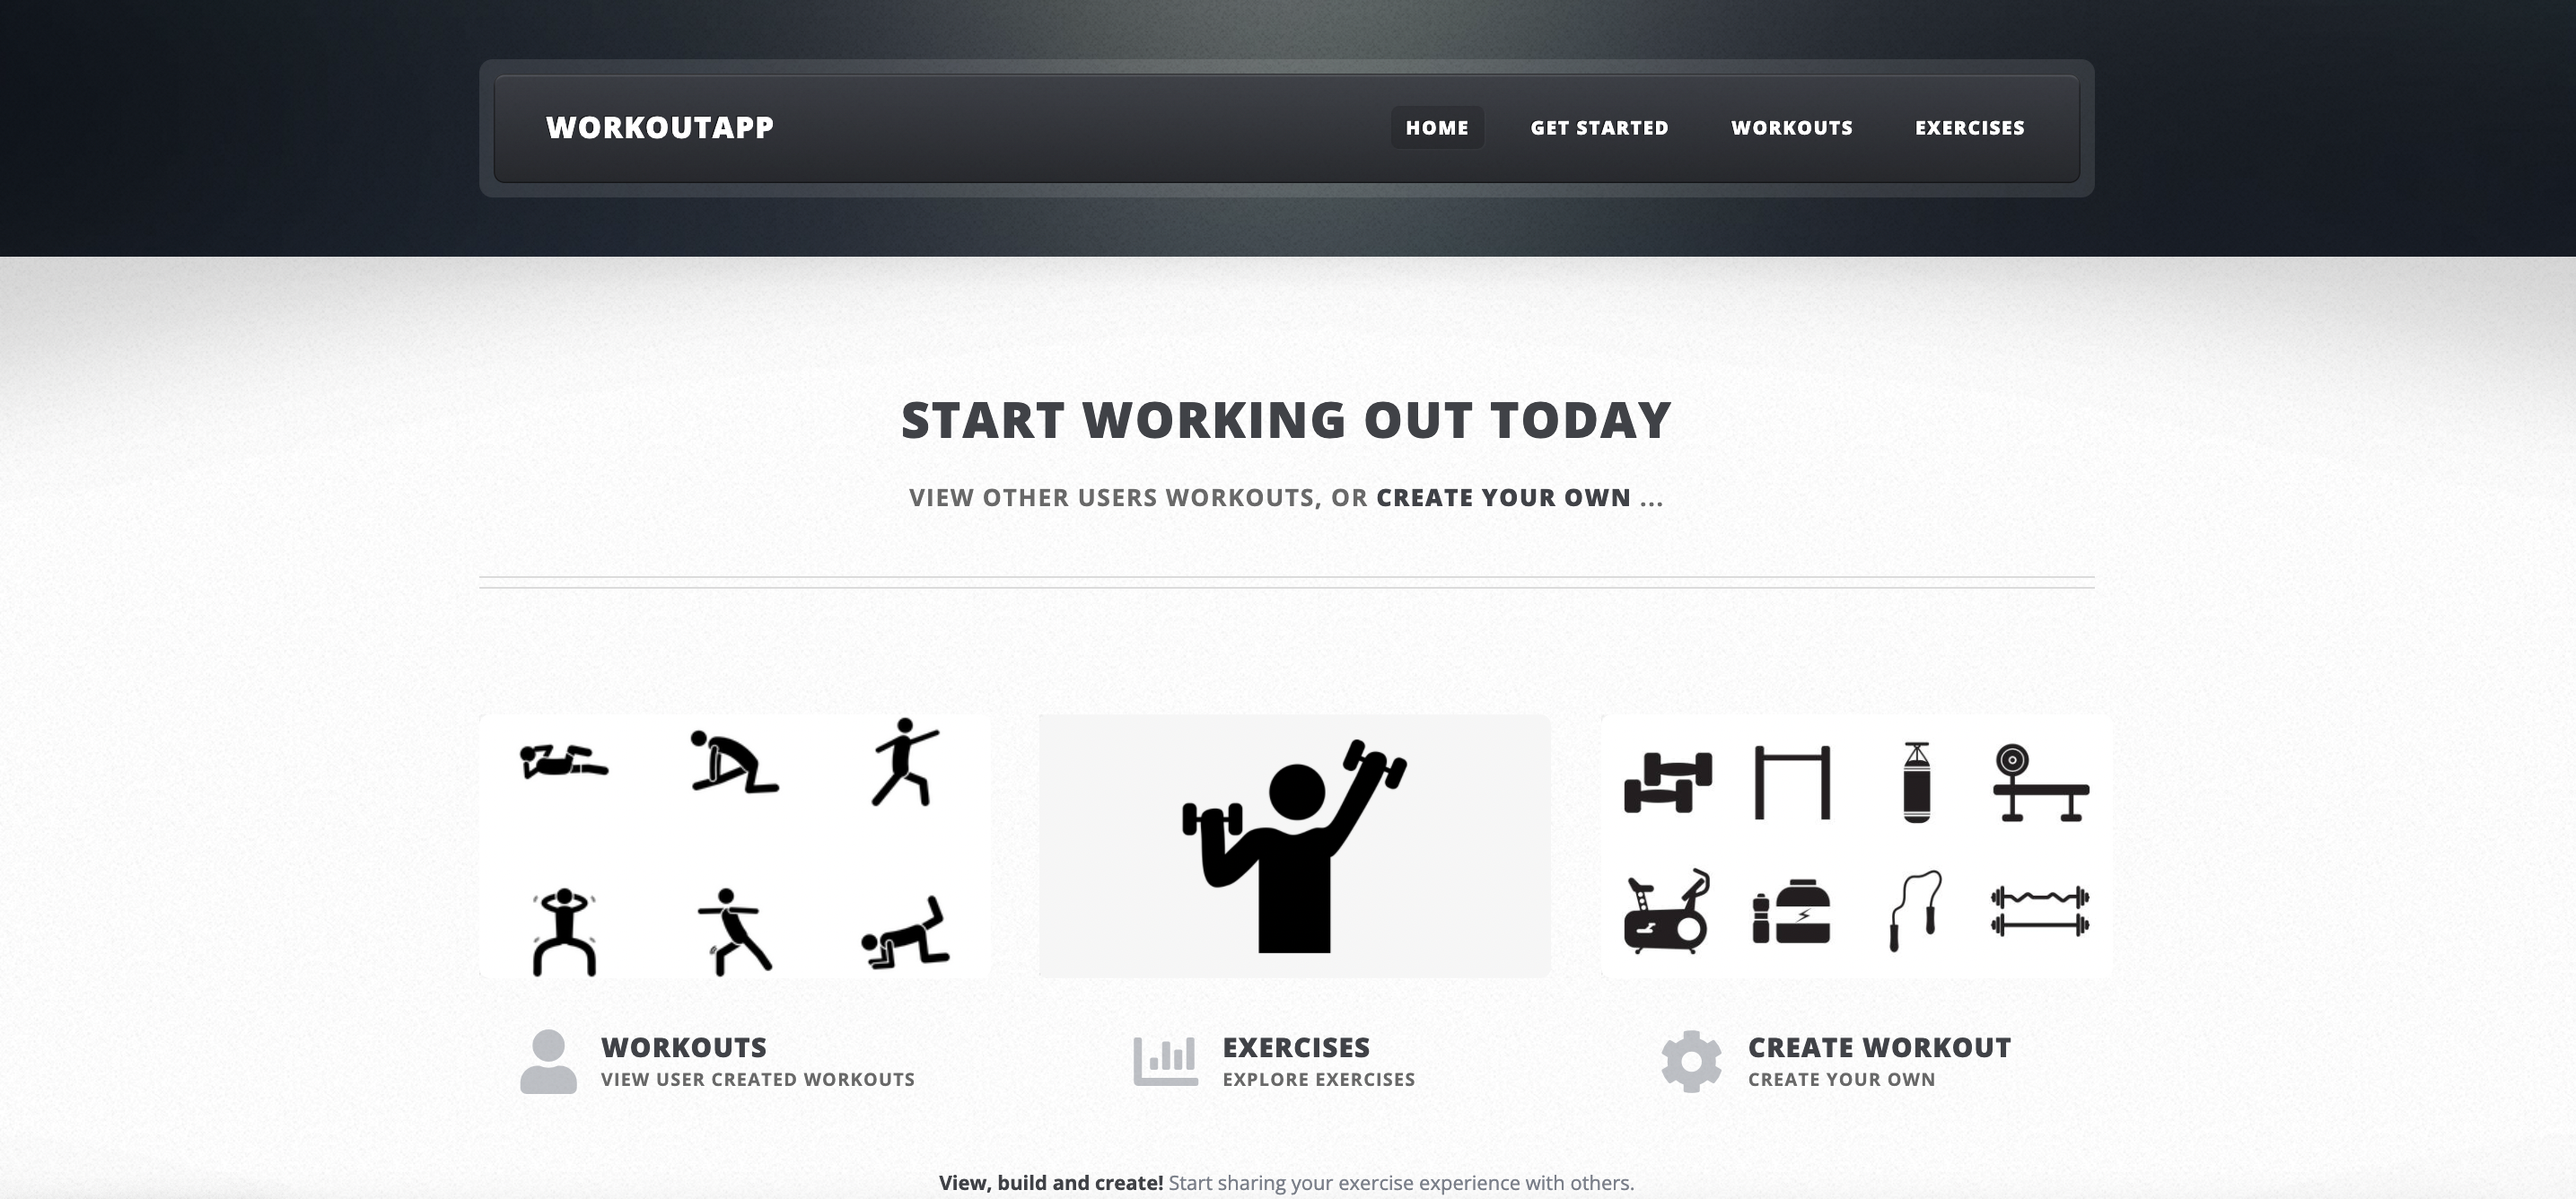 WORKOUTAPP
HOME GET STARTED WORKOUTS EXERCISES
START WORKING OUT TODAY
VIEW OTHER USERS WORKOUTS, OR CREATE YOUR OWN ...
WORKOUTS
VIEW USER CREATED WORKOUTS
EXERCISES
EXPLORE EXERCISES
CREATE WORKOUT
CREATE YOUR OWN
View, build and create! Start sharing your exercise experience with others.